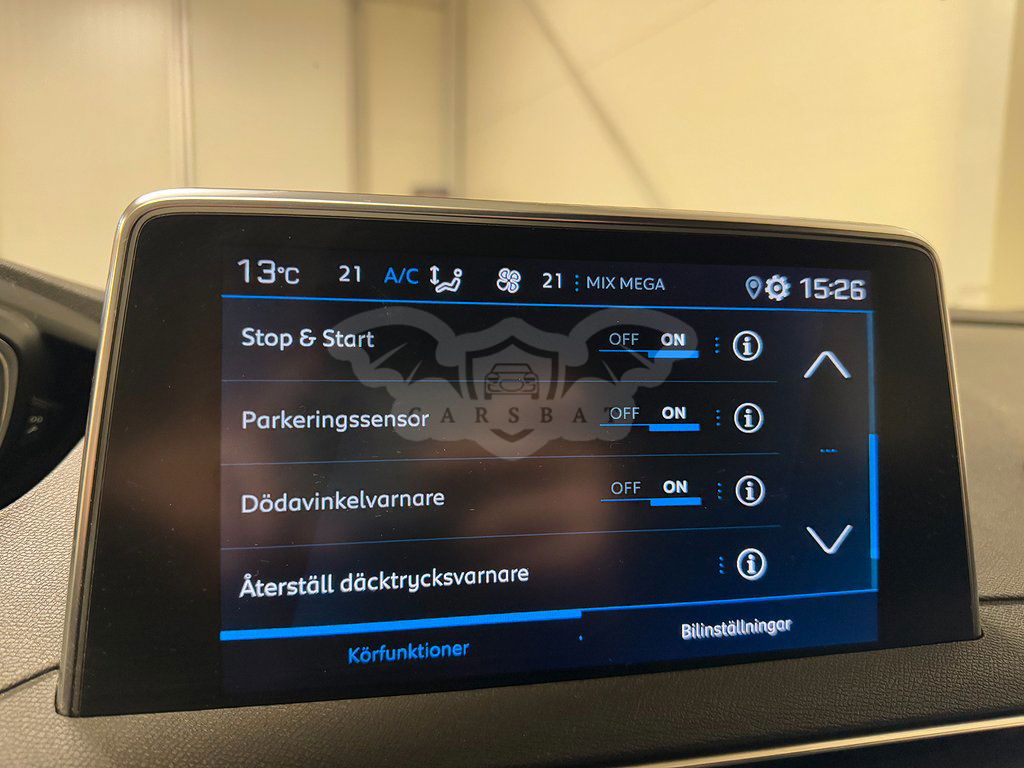 13°C 21 A/C 21 MIX MEGA 15:26
Stop & Start OFF ON
CARSBAT
Parkeringssensor OFF ON
Dödavinkelvarnare OFF ON
Återställ däcktrycksvarnare
Körfunktioner Bilinställningar